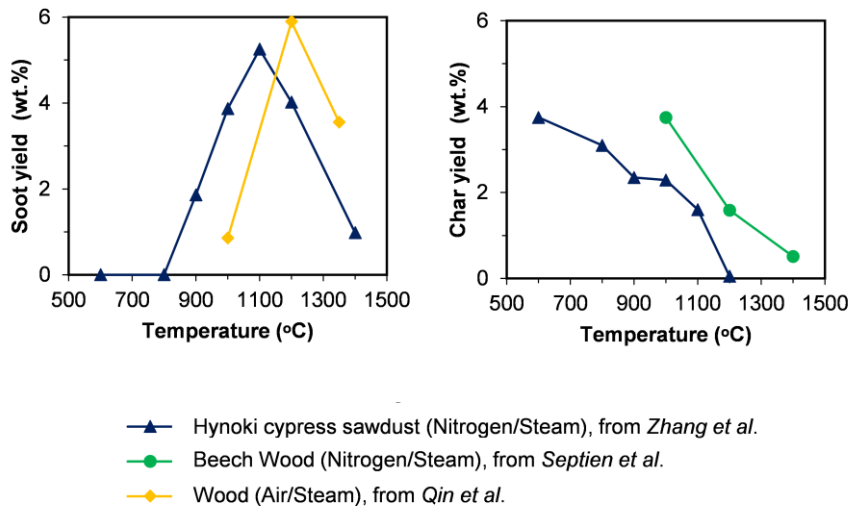 Soot yield (wt.%)
6
4
2
0
500 700 900 1100 1300 1500
Temperature (oC)
Char yield (wt.%)
6
4
2
0
500 700 900 1100 1300 1500
Temperature (oC)
Hynoki cypress sawdust (Nitrogen/Steam), from Zhang et al.
Beech Wood (Nitrogen/Steam), from Septien et al.
Wood (Air/Steam), from Qin et al.